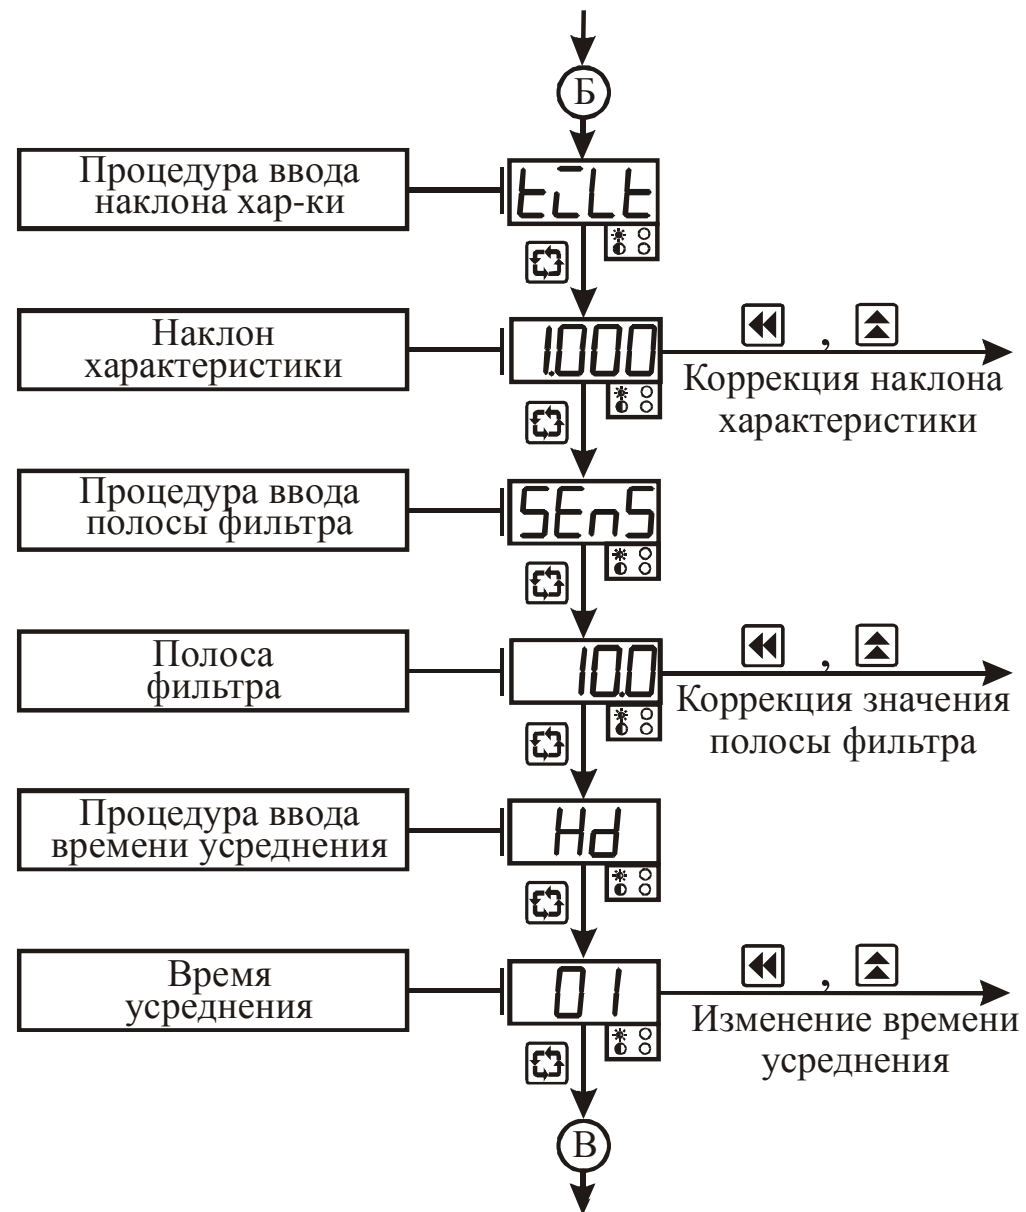 Б
Процедура ввода
наклона хар-ки
tiLt
Наклон
характеристики
1.000
,
Коррекция наклона
характеристики
Процедура ввода
полосы фильтра
SEnS
Полоса
фильтра
10.0
,
Коррекция значения
полосы фильтра
Процедура ввода
времени усреднения
Hd
Время
усреднения
01
,
Изменение времени
усреднения
В